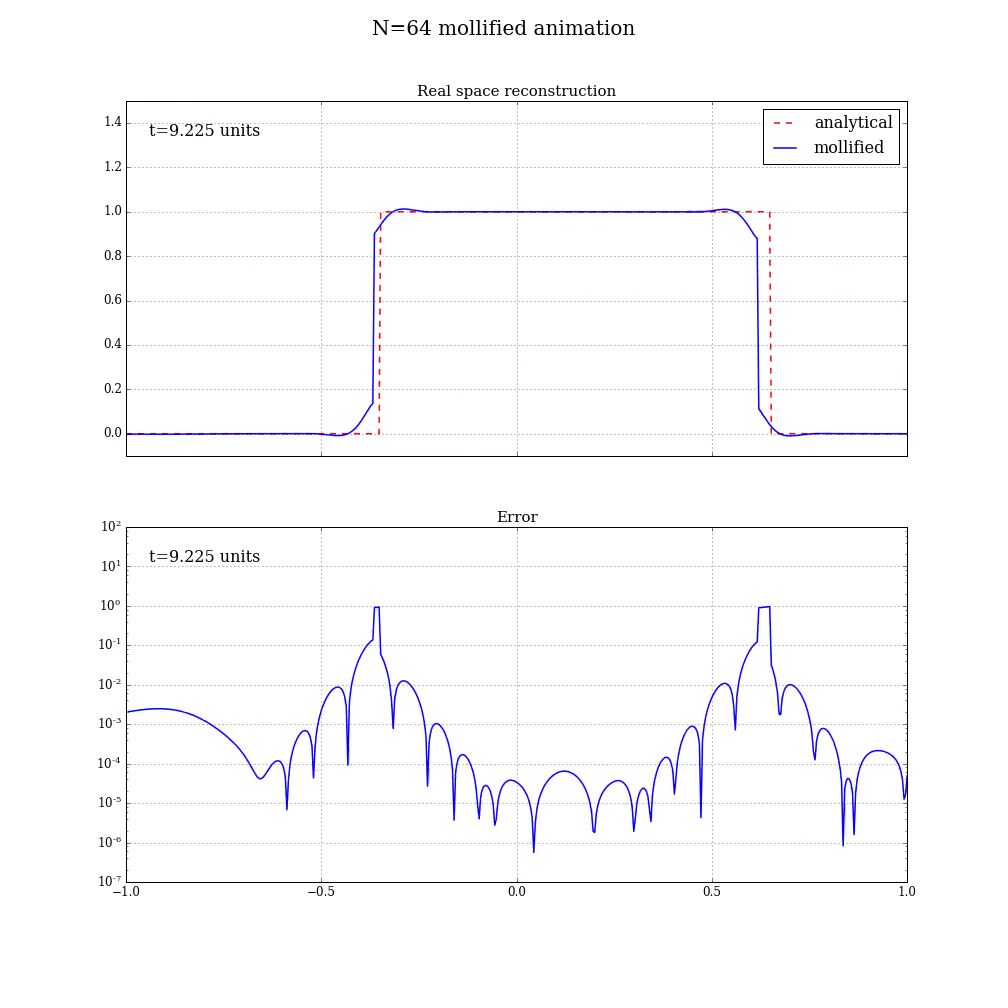 N=64 mollified animation
Real space reconstruction
t=9.225 units
analytical
mollified
1.4
1.2
1.0
0.8
0.6
0.4
0.2
0.0
Error
t=9.225 units
10²
10¹
10⁰
10⁻¹
10⁻²
10⁻³
10⁻⁴
10⁻⁵
10⁻⁶
10⁻⁷
−1.0 −0.5 0.0 0.5 1.0